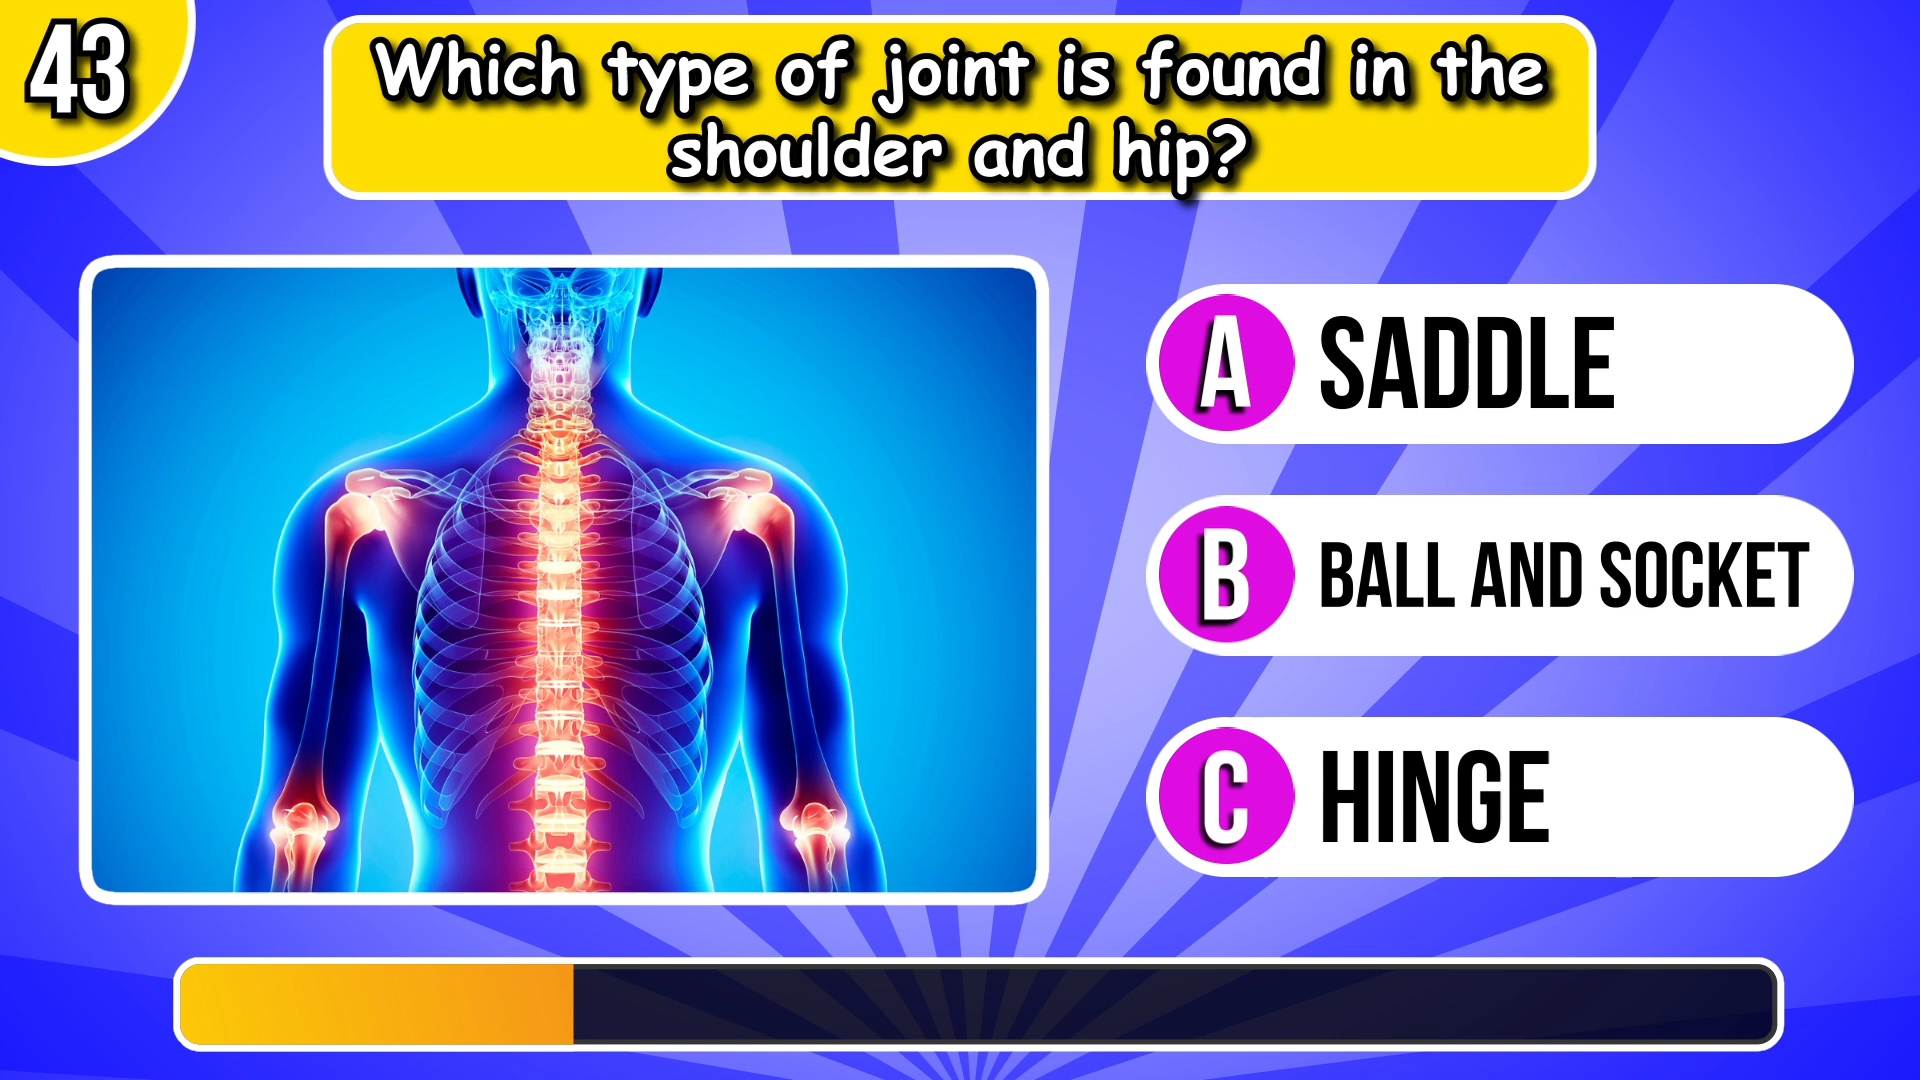 43
Which type of joint is found in the
shoulder and hip?
A SADDLE
B BALL AND SOCKET
C HINGE